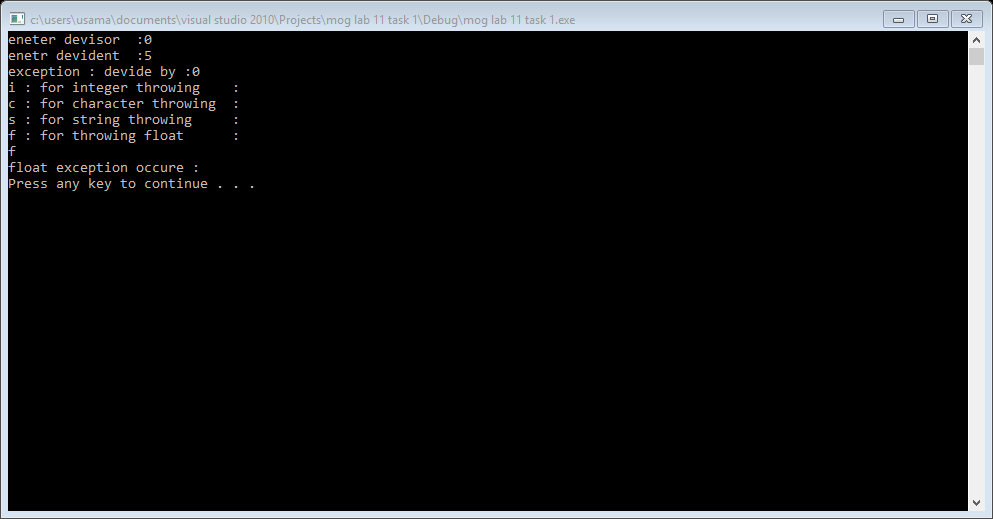 c:\users\usama\documents\visual studio 2010\Projects\mog lab 11 task 1\Debug\mog lab 11 task 1.exe
eneter devisor  :0
enetr devident  :5
exception : devide by :0
i : for integer throwing    :
c : for character throwing  :
s : for string throwing     :
f : for throwing float      :
f
float exception occure :
Press any key to continue . . .